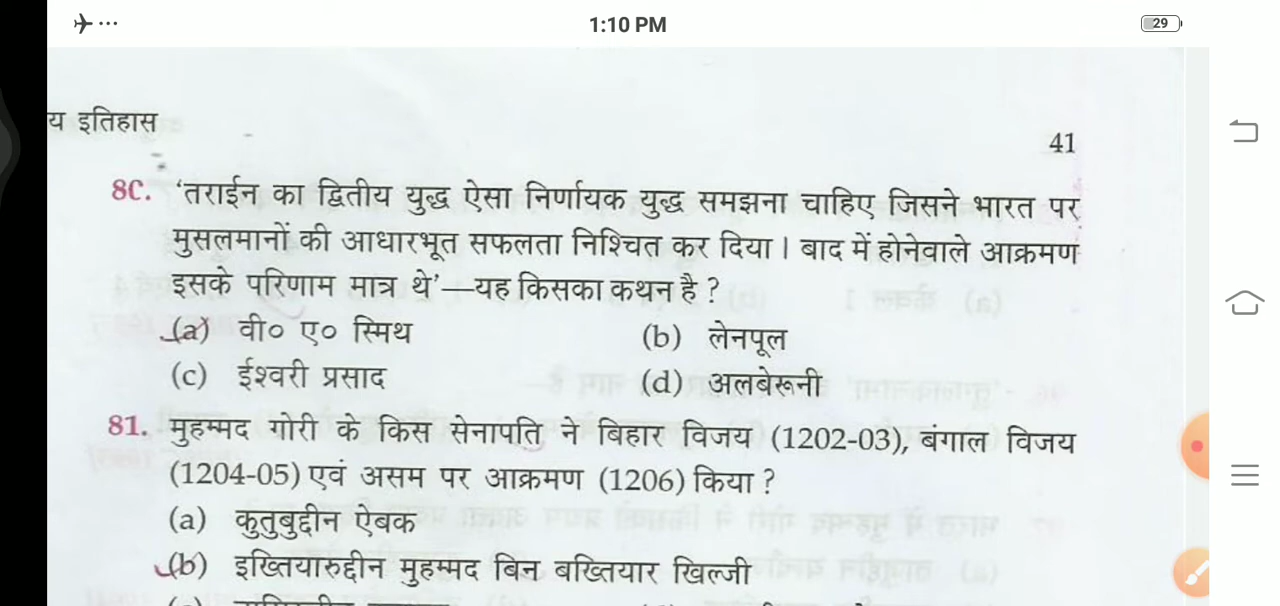 1:10 PM
29
य इतिहास
41
80. 'तराईन का द्वितीय युद्ध ऐसा निर्णायक युद्ध समझना चाहिए जिसने भारत पर
मुसलमानों की आधारभूत सफलता निश्चित कर दिया। बाद में होनेवाले आक्रमण
इसके परिणाम मात्र थे'—यह किसका कथन है ?
(a) वी० ए० स्मिथ (b) लेनपूल
(c) ईश्वरी प्रसाद (d) अलबेरूनी
81. मुहम्मद गोरी के किस सेनापति ने बिहार विजय (1202-03), बंगाल विजय
(1204-05) एवं असम पर आक्रमण (1206) किया ?
(a) कुतुबुद्दीन ऐबक
(b) इख्तियारुद्दीन मुहम्मद बिन बख्तियार खिल्जी